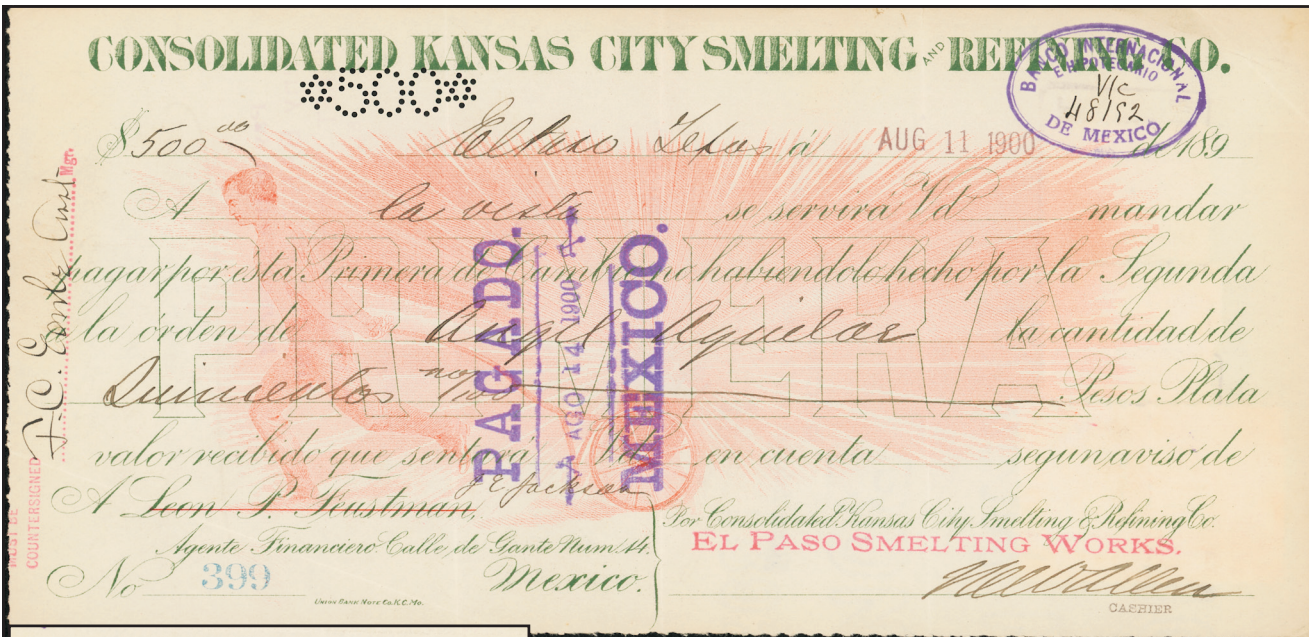 CONSOLIDATED KANSAS CITY SMELTING AND REFINING CO.
*500*
BANCO INTERNACIONAL
E HIPOTECARIO
V/c
48152
DE MEXICO
$500 00 El Paso Texas á AUG 11 1900 de 189
A la vista se servirá Vd mandar
pagar por esta Primera de Cambio no habiendolo hecho por la Segunda
a la órden de Angel Aguilar la cantidad de
Quinientos no/100 Pesos Plata
valor recibido que sentará Vd en cuenta segun aviso de
PRIMERA
PAGADO.
AGO 14 1900
MEXICO.
A Leon P. Feustman, J E Jackson
Agente Financiero. Calle de Gante Num 14.
Mexico.
No 399
Union Bank Note Co. K.C. Mo.
Por Consolidated Kansas City Smelting & Refining Co.
EL PASO SMELTING WORKS.
CASHIER
MUST BE
COUNTERSIGNED
Mgr.